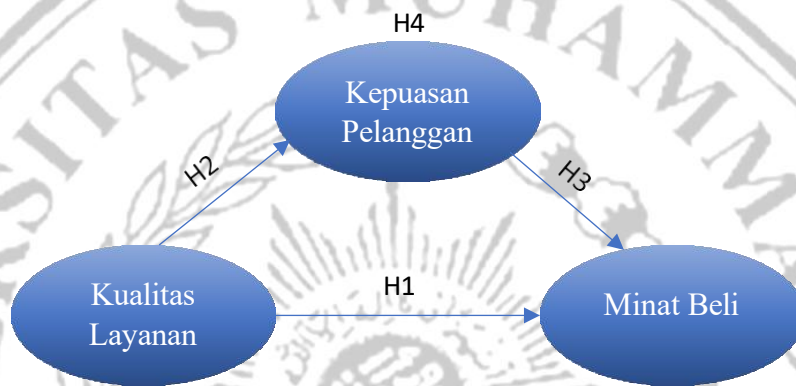 H4
Kepuasan
Pelanggan
H2
H3
Kualitas
Layanan
H1
Minat Beli